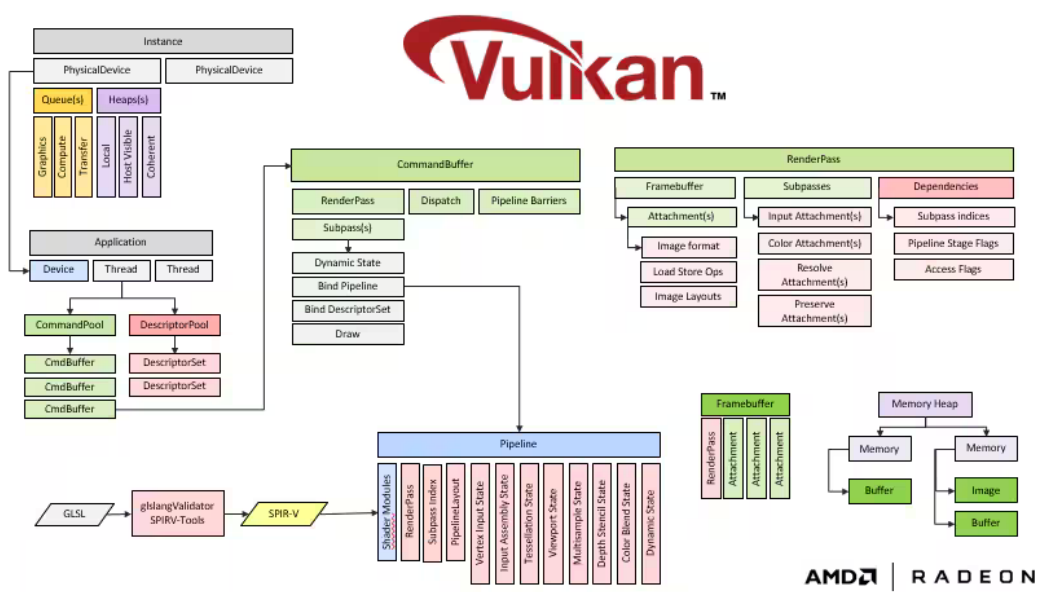 Vulkan™
Instance
PhysicalDevice
PhysicalDevice
Queue(s)
Heaps(s)
Graphics
Compute
Transfer
Local
Host Visible
Coherent
Application
Device
Thread
Thread
CommandPool
DescriptorPool
CmdBuffer
DescriptorSet
CmdBuffer
DescriptorSet
CmdBuffer
CommandBuffer
RenderPass
Dispatch
Pipeline Barriers
Subpass(s)
Dynamic State
Bind Pipeline
Bind DescriptorSet
Draw
RenderPass
Framebuffer
Subpasses
Dependencies
Attachment(s)
Input Attachment(s)
Subpass indices
Image format
Color Attachment(s)
Pipeline Stage Flags
Load Store Ops
Resolve
Attachment(s)
Access Flags
Image Layouts
Preserve
Attachment(s)
GLSL
glslangValidator
SPIRV-Tools
SPIR-V
Pipeline
Shader Modules
RenderPass
Subpass Index
PipelineLayout
Vertex Input State
Input Assembly State
Tessellation State
Viewport State
Multisample State
Depth Stencil State
Color Blend State
Dynamic State
Framebuffer
RenderPass
Attachment
Attachment
Attachment
Memory Heap
Memory
Memory
Buffer
Image
Buffer
AMD
RADEON